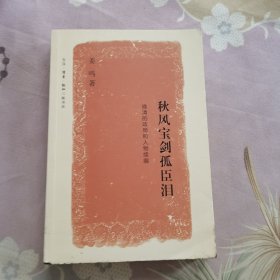 姜鸣 著
秋风宝剑孤臣泪
晚清的政局和人物续编
生活·读书·新知三联书店